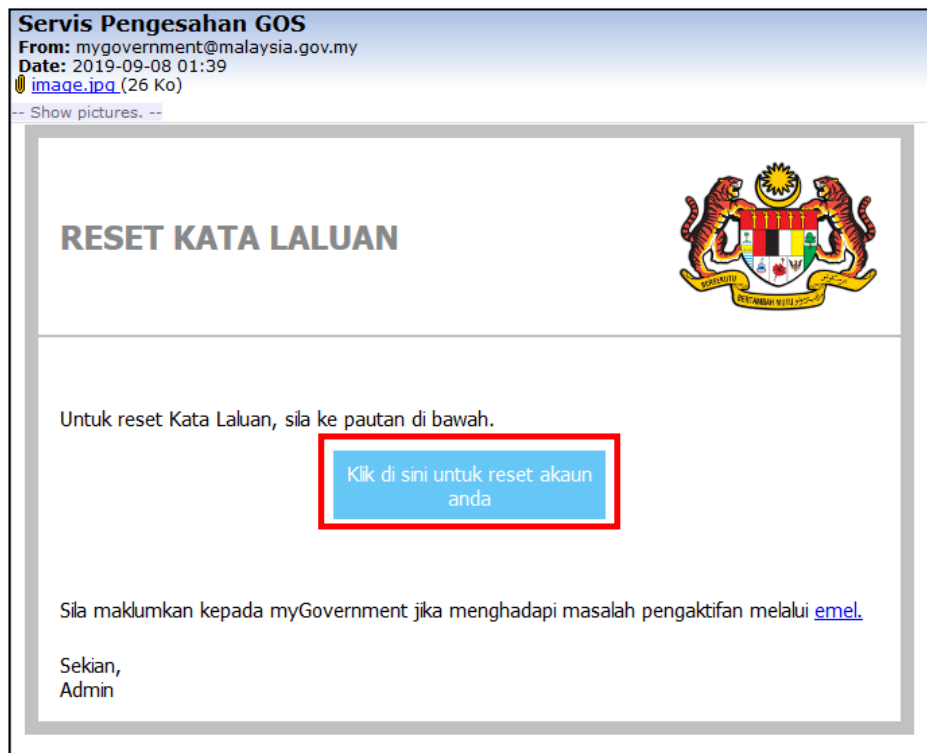 Servis Pengesahan GOS
From: mygovernment@malaysia.gov.my
Date: 2019-09-08 01:39
image.jpg (26 Ko)
-- Show pictures. --
RESET KATA LALUAN
BERTAMBAH MUTU
Untuk reset Kata Laluan, sila ke pautan di bawah.
Klik di sini untuk reset akaun
anda
Sila maklumkan kepada myGovernment jika menghadapi masalah pengaktifan melalui emel.
Sekian,
Admin